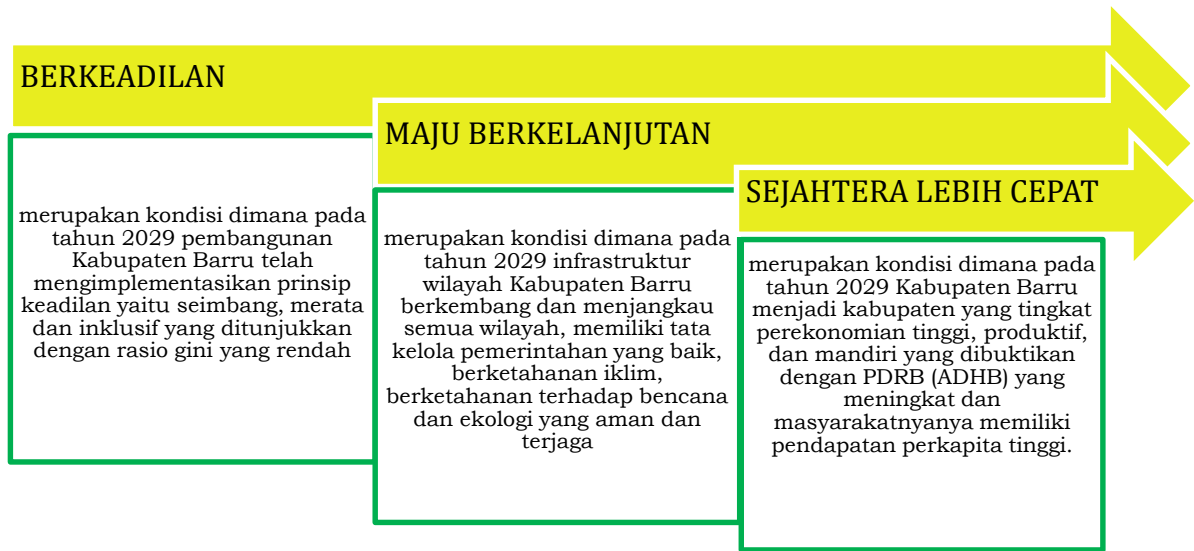 BERKEADILAN
merupakan kondisi dimana pada
tahun 2029 pembangunan
Kabupaten Barru telah
mengimplementasikan prinsip
keadilan yaitu seimbang, merata
dan inklusif yang ditunjukkan
dengan rasio gini yang rendah
MAJU BERKELANJUTAN
merupakan kondisi dimana pada
tahun 2029 infrastruktur
wilayah Kabupaten Barru
berkembang dan menjangkau
semua wilayah, memiliki tata
kelola pemerintahan yang baik,
berketahanan iklim,
berketahanan terhadap bencana
dan ekologi yang aman dan
terjaga
SEJAHTERA LEBIH CEPAT
merupakan kondisi dimana pada
tahun 2029 Kabupaten Barru
menjadi kabupaten yang tingkat
perekonomian tinggi, produktif,
dan mandiri yang dibuktikan
dengan PDRB (ADHB) yang
meningkat dan
masyarakatnyanya memiliki
pendapatan perkapita tinggi.